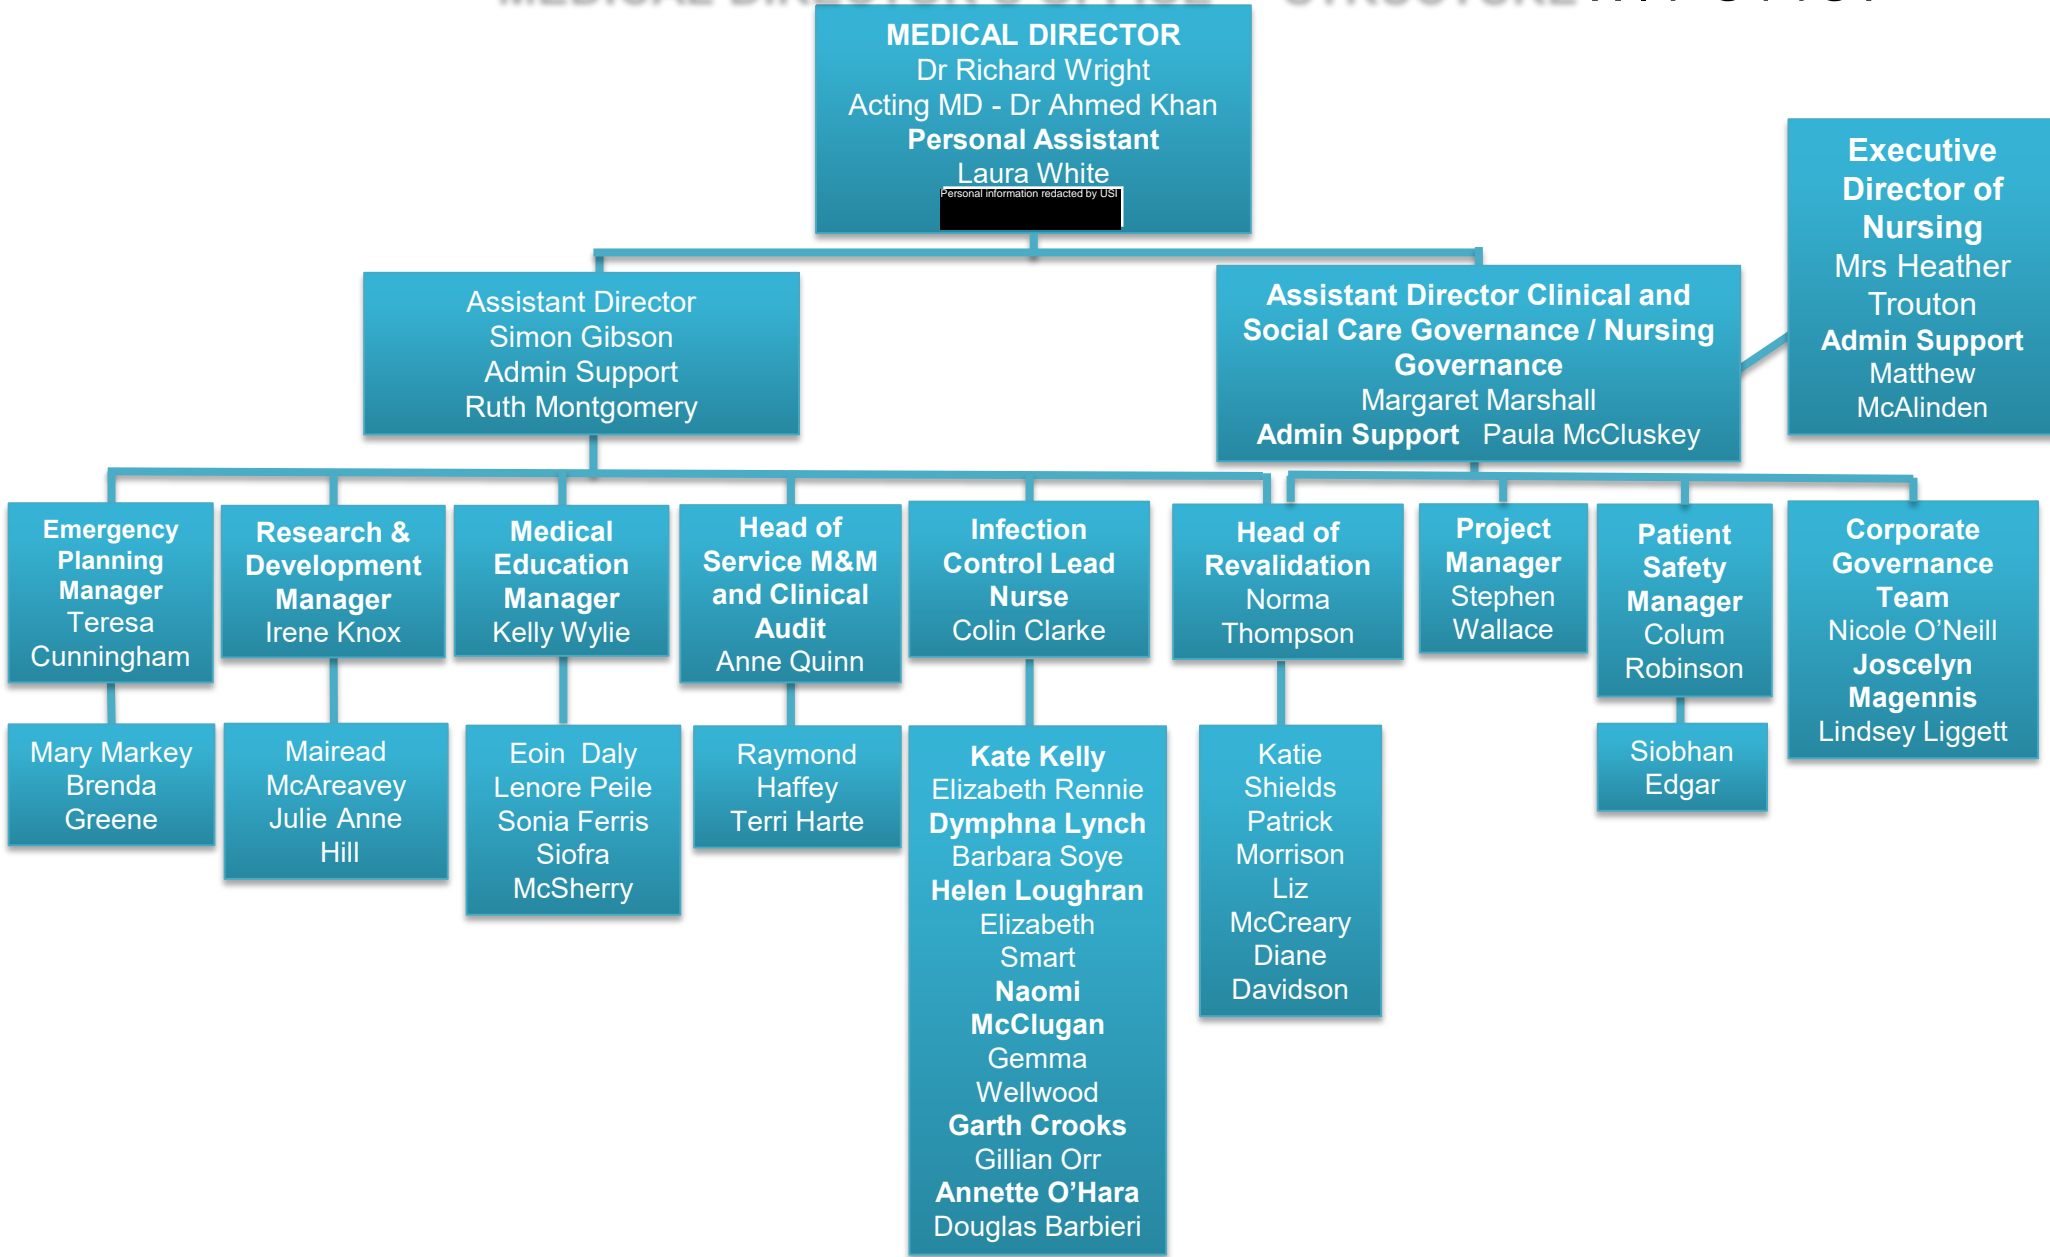 MEDICAL DIRECTOR'S OFFICE – STRUCTURE
MEDICAL DIRECTOR
Dr Richard Wright
Acting MD - Dr Ahmed Khan
Personal Assistant
Laura White
Personal information redacted by USI
Executive
Director of
Nursing
Mrs Heather
Trouton
Admin Support
Matthew
McAlinden
Assistant Director
Simon Gibson
Admin Support
Ruth Montgomery
Assistant Director Clinical and
Social Care Governance / Nursing
Governance
Margaret Marshall
Admin Support Paula McCluskey
Emergency
Planning
Manager
Teresa
Cunningham
Research &
Development
Manager
Irene Knox
Medical
Education
Manager
Kelly Wylie
Head of
Service M&M
and Clinical
Audit
Anne Quinn
Infection
Control Lead
Nurse
Colin Clarke
Head of
Revalidation
Norma
Thompson
Project
Manager
Stephen
Wallace
Patient
Safety
Manager
Colum
Robinson
Corporate
Governance
Team
Nicole O’Neill
Joscelyn
Magennis
Lindsey Liggett
Mary Markey
Brenda
Greene
Mairead
McAreavey
Julie Anne
Hill
Eoin Daly
Lenore Peile
Sonia Ferris
Siofra
McSherry
Raymond
Haffey
Terri Harte
Kate Kelly
Elizabeth Rennie
Dymphna Lynch
Barbara Soye
Helen Loughran
Elizabeth
Smart
Naomi
McClugan
Gemma
Wellwood
Garth Crooks
Gillian Orr
Annette O’Hara
Douglas Barbieri
Katie
Shields
Patrick
Morrison
Liz
McCreary
Diane
Davidson
Siobhan
Edgar